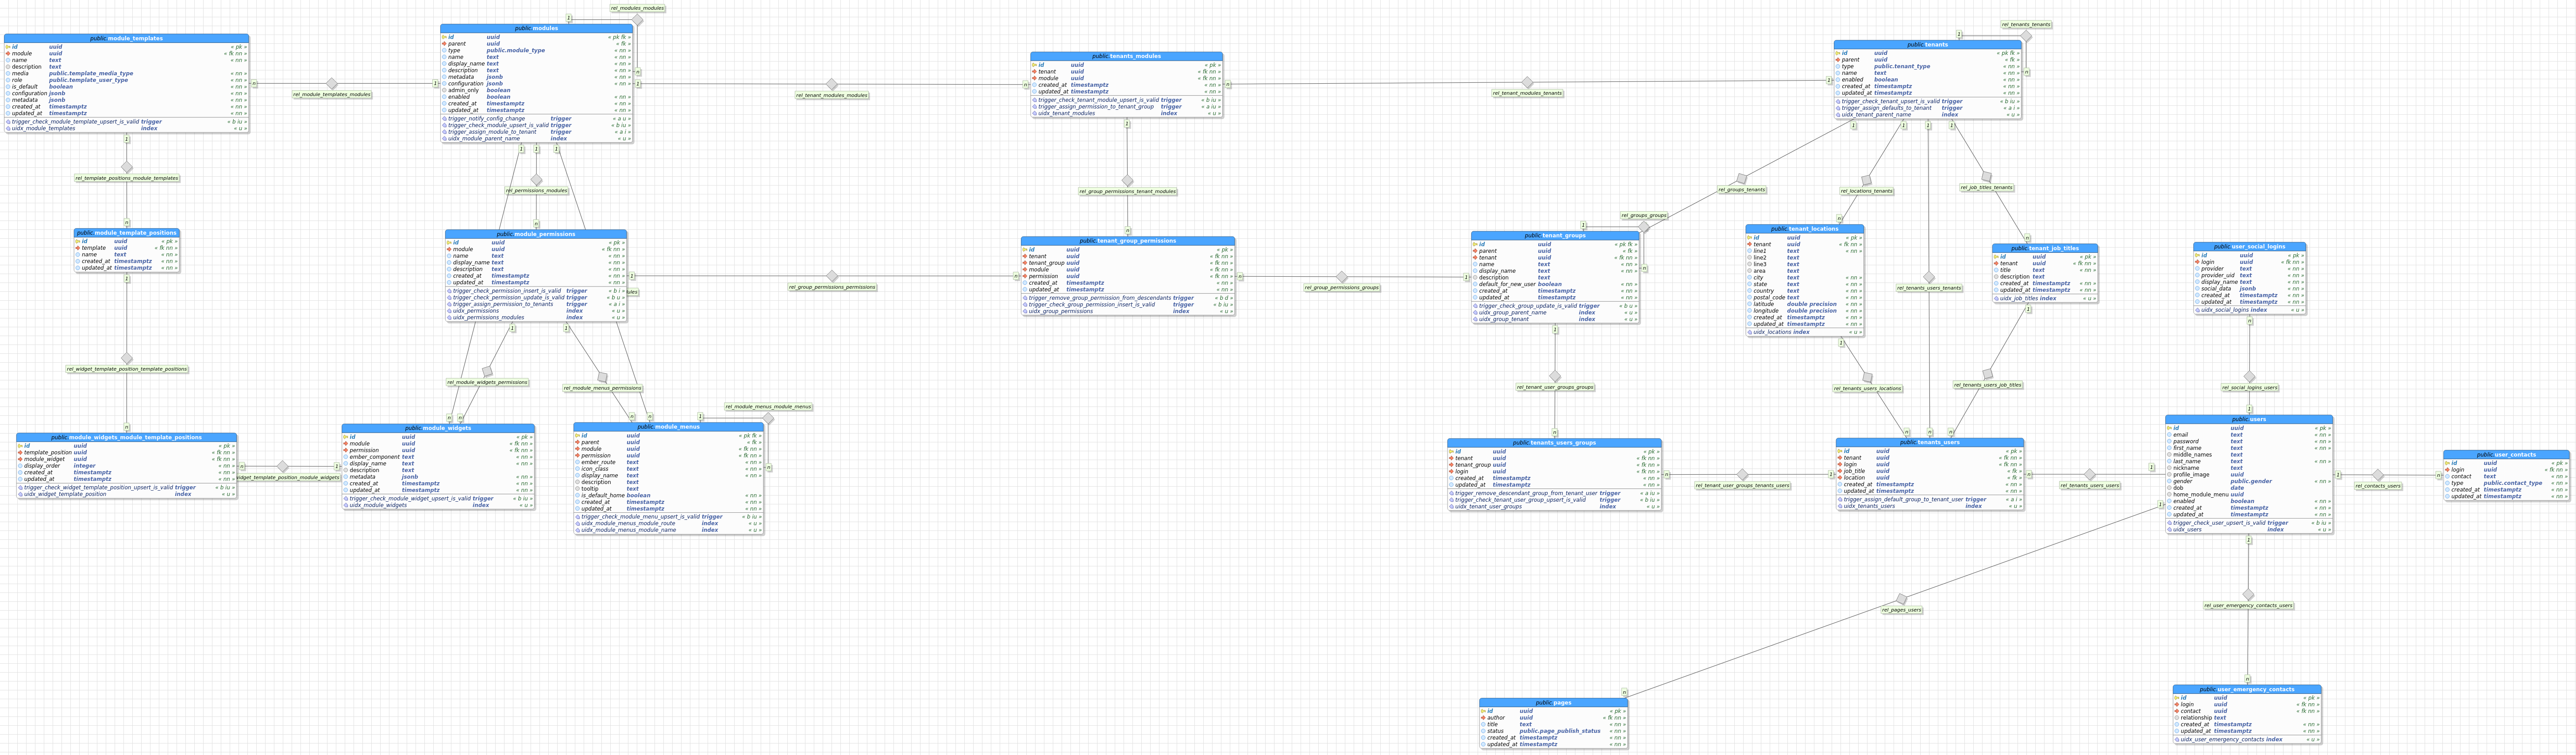 rel_modules_modules
public.modules
id uuid « pk fk »
parent uuid « fk »
type public.module_type « nn »
name text « nn »
display_name text « nn »
description text « nn »
metadata jsonb « nn »
configuration jsonb « nn »
admin_only boolean
enabled boolean « nn »
created_at timestamptz « nn »
updated_at timestamptz « nn »
trigger_notify_config_change trigger « a u »
trigger_check_module_upsert_is_valid trigger « b iu »
trigger_assign_module_to_tenant trigger « a i »
uidx_module_parent_name index « u »
public.module_templates
id uuid « pk »
module uuid « fk nn »
name text « nn »
description text
media public.template_media_type « nn »
role public.template_user_type « nn »
is_default boolean « nn »
configuration jsonb « nn »
metadata jsonb « nn »
created_at timestamptz « nn »
updated_at timestamptz « nn »
trigger_check_module_template_upsert_is_valid trigger « b iu »
uidx_module_templates index « u »
rel_module_templates_modules
rel_tenant_modules_modules
public.tenants_modules
id uuid « pk »
tenant uuid « fk nn »
module uuid « fk nn »
created_at timestamptz « nn »
updated_at timestamptz « nn »
trigger_check_tenant_module_upsert_is_valid trigger « b iu »
trigger_assign_permission_to_tenant_group trigger « a iu »
uidx_tenant_modules index « u »
rel_tenant_modules_tenants
rel_tenants_tenants
public.tenants
id uuid « pk fk »
parent uuid « fk »
type public.tenant_type « nn »
name text « nn »
enabled boolean « nn »
created_at timestamptz « nn »
updated_at timestamptz « nn »
trigger_check_tenant_upsert_is_valid trigger « b iu »
trigger_assign_defaults_to_tenant trigger « a i »
uidx_tenant_parent_name index « u »
rel_template_positions_module_templates
rel_permissions_modules
rel_group_permissions_tenant_modules
rel_groups_tenants
rel_locations_tenants
rel_job_titles_tenants
rel_groups_groups
public.module_template_positions
id uuid « pk »
template uuid « fk nn »
name text « nn »
created_at timestamptz « nn »
updated_at timestamptz « nn »
public.module_permissions
id uuid « pk »
module uuid « fk nn »
name text « nn »
display_name text « nn »
description text « nn »
created_at timestamptz « nn »
updated_at timestamptz « nn »
trigger_check_permission_insert_is_valid trigger « b i »
trigger_check_permission_update_is_valid trigger « b u »
trigger_assign_permission_to_tenants trigger
uidx_permissions index « u »
uidx_permissions_modules index « u »
rel_group_permissions_permissions
public.tenant_group_permissions
id uuid « pk »
tenant uuid « fk nn »
tenant_group uuid « fk nn »
module uuid « fk nn »
permission uuid « fk nn »
created_at timestamptz « nn »
updated_at timestamptz « nn »
trigger_remove_group_permission_from_descendants trigger « b d »
trigger_check_group_permission_insert_is_valid trigger « b iu »
uidx_group_permissions index « u »
rel_group_permissions_groups
public.tenant_groups
id uuid « pk fk »
parent uuid « fk »
tenant uuid « fk nn »
name text « nn »
display_name text « nn »
description text « nn »
default_for_new_user boolean « nn »
created_at timestamptz « nn »
updated_at timestamptz « nn »
trigger_check_group_update_is_valid trigger « b u »
uidx_group_parent_name index « u »
uidx_group_tenant index « u »
public.tenant_locations
id uuid « pk »
tenant uuid « fk nn »
line1 text « nn »
line2 text
line3 text
area text
city text « nn »
state text « nn »
country text « nn »
postal_code text « nn »
latitude double precision « nn »
longitude double precision « nn »
created_at timestamptz « nn »
updated_at timestamptz « nn »
uidx_locations index « u »
rel_tenants_users_tenants
public.tenant_job_titles
id uuid « pk »
tenant uuid « fk nn »
title text « nn »
description text
created_at timestamptz « nn »
updated_at timestamptz « nn »
uidx_job_titles index « u »
public.user_social_logins
id uuid « pk »
login uuid « fk nn »
provider text « nn »
provider_uid text « nn »
display_name text « nn »
social_data jsonb « nn »
created_at timestamptz « nn »
updated_at timestamptz « nn »
uidx_social_logins index « u »
rel_widget_template_position_template_positions
rel_module_widgets_permissions
rel_module_menus_permissions
rel_module_menus_module_menus
rel_tenant_user_groups_groups
rel_tenants_users_locations
rel_tenants_users_job_titles
rel_social_logins_users
public.module_widgets_module_template_positions
id uuid « pk »
template_position uuid « fk nn »
module_widget uuid « fk nn »
display_order integer « nn »
created_at timestamptz « nn »
updated_at timestamptz « nn »
trigger_check_widget_template_position_upsert_is_valid trigger « b iu »
uidx_widget_template_position index « u »
widget_template_position_module_widgets
public.module_widgets
id uuid « pk »
module uuid « fk nn »
permission uuid « fk nn »
ember_component text « nn »
display_name text « nn »
description text
metadata jsonb « nn »
created_at timestamptz « nn »
updated_at timestamptz « nn »
trigger_check_module_widget_upsert_is_valid trigger « b iu »
uidx_module_widgets index « u »
public.module_menus
id uuid « pk fk »
parent uuid « fk »
module uuid « fk nn »
permission uuid « fk nn »
ember_route text « nn »
icon_class text « nn »
display_name text « nn »
description text
tooltip text
is_default_home boolean « nn »
created_at timestamptz « nn »
updated_at timestamptz « nn »
trigger_check_module_menu_upsert_is_valid trigger « b iu »
uidx_module_menus_module_route index « u »
uidx_module_menus_module_name index « u »
public.tenants_users_groups
id uuid « pk »
tenant uuid « fk nn »
tenant_group uuid « fk nn »
login uuid « fk nn »
created_at timestamptz « nn »
updated_at timestamptz « nn »
trigger_remove_descendant_group_from_tenant_user trigger « a iu »
trigger_check_tenant_user_group_upsert_is_valid trigger « b iu »
uidx_tenant_user_groups index « u »
rel_tenant_user_groups_tenants_users
public.tenants_users
id uuid « pk »
tenant uuid « fk nn »
login uuid « fk nn »
job_title uuid « fk »
location uuid « fk »
created_at timestamptz « nn »
updated_at timestamptz « nn »
trigger_assign_default_group_to_tenant_user trigger « a i »
uidx_tenants_users index « u »
rel_tenants_users_users
public.users
id uuid « pk »
email text « nn »
password text « nn »
first_name text « nn »
middle_names text
last_name text « nn »
nickname text
profile_image uuid
gender public.gender « nn »
dob date
home_module_menu uuid
enabled boolean « nn »
created_at timestamptz « nn »
updated_at timestamptz « nn »
trigger_check_user_upsert_is_valid trigger « b iu »
uidx_users index « u »
rel_contacts_users
public.user_contacts
id uuid « pk »
login uuid « fk nn »
contact text « nn »
type public.contact_type « nn »
created_at timestamptz « nn »
updated_at timestamptz « nn »
rel_pages_users
rel_user_emergency_contacts_users
public.pages
id uuid « pk »
author uuid « fk nn »
title text « nn »
status public.page_publish_status « nn »
created_at timestamptz « nn »
updated_at timestamptz « nn »
public.user_emergency_contacts
id uuid « pk »
login uuid « fk nn »
contact uuid « fk nn »
relationship text
created_at timestamptz « nn »
updated_at timestamptz « nn »
uidx_user_emergency_contacts index « u »